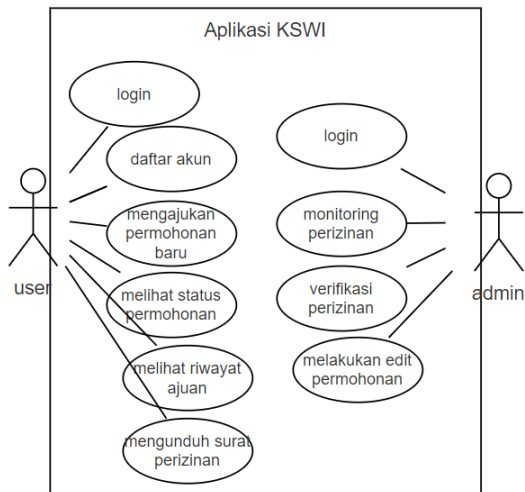 Aplikasi KSWI
login
daftar akun
mengajukan
permohonan
baru
melihat status
permohonan
melihat riwayat
ajuan
mengunduh surat
perizinan
user
login
monitoring
perizinan
verifikasi
perizinan
melakukan edit
permohonan
admin